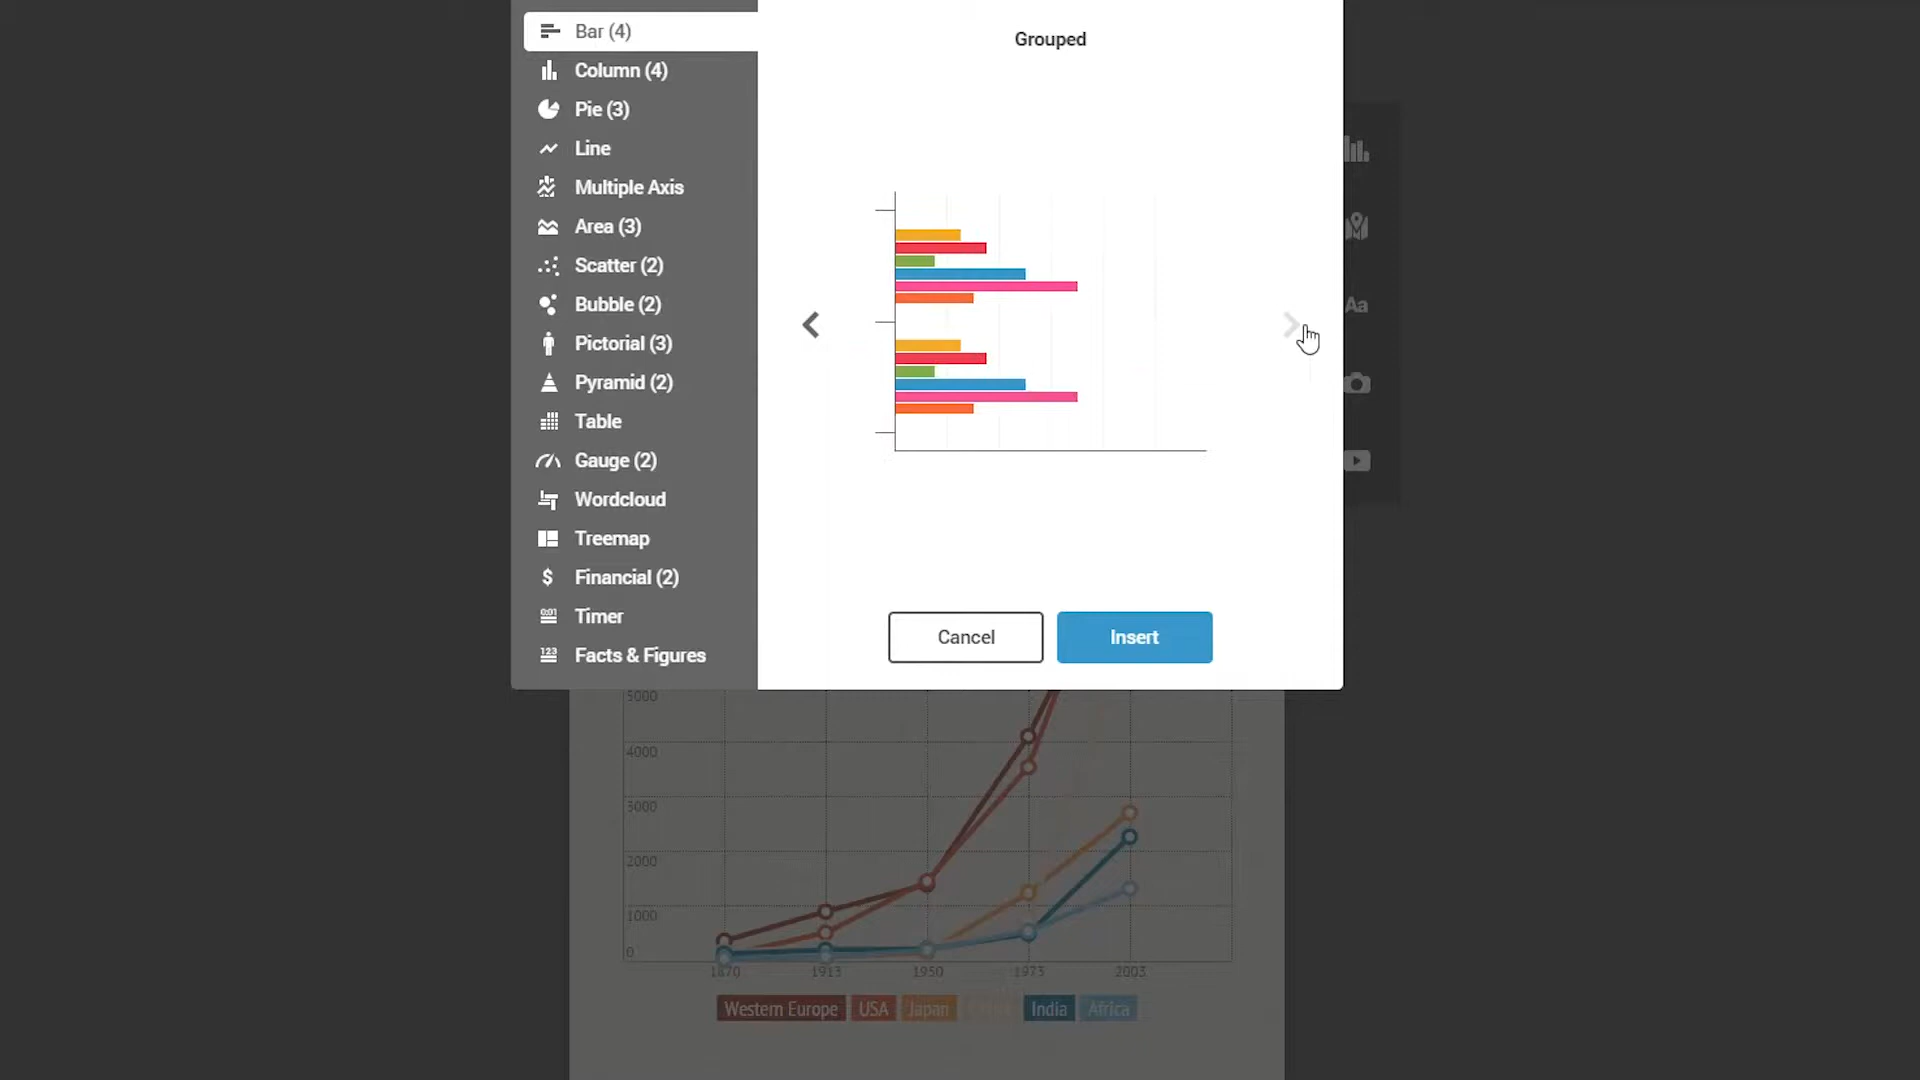 Bar (4)
Column (4)
Pie (3)
Line
Multiple Axis
Area (3)
Scatter (2)
Bubble (2)
Pictorial (3)
Pyramid (2)
Table
Gauge (2)
Wordcloud
Treemap
Financial (2)
Timer
Facts & Figures
Grouped
Cancel
Insert
Aa
5000
4000
3000
2000
1000
0
1870 1913 1950 1973 2003
Western Europe USA Japan India Africa